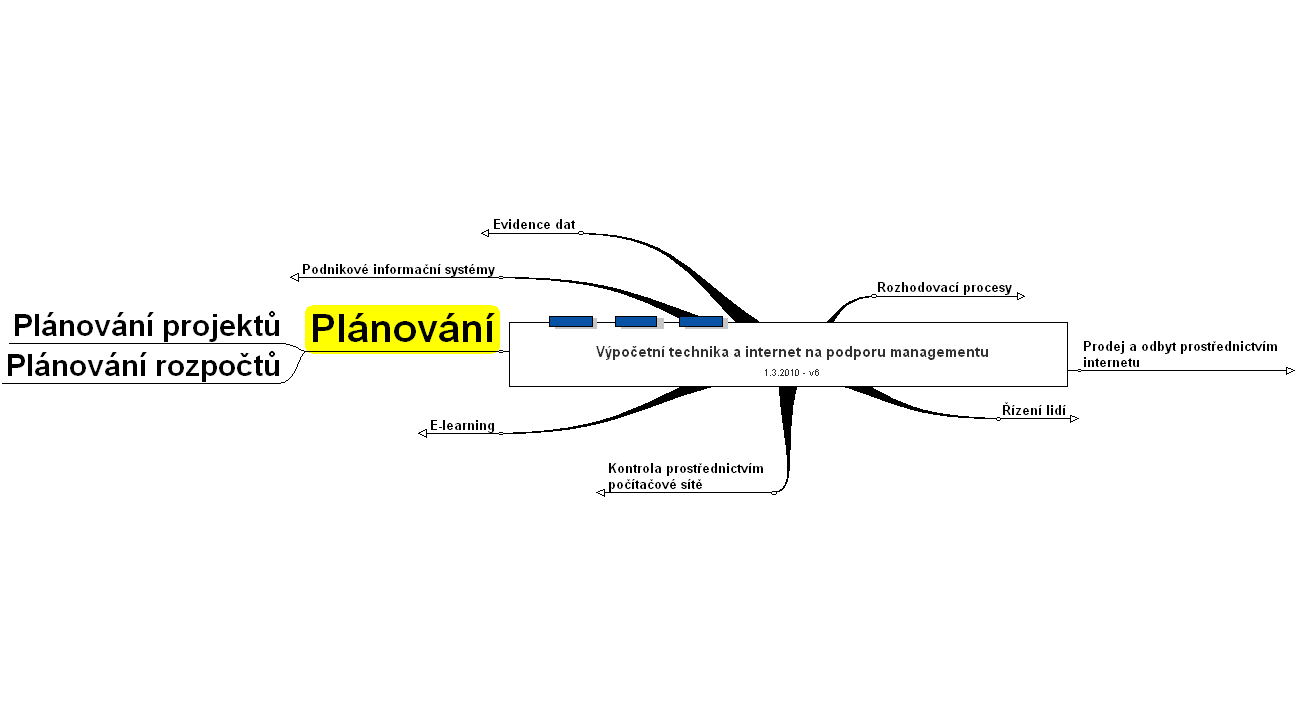 Evidence dat
Podnikové informační systémy
Rozhodovací procesy
Plánování projektů
Plánování
Plánování rozpočtů
Výpočetní technika a internet na podporu managementu
1.3.2010 - v6
Prodej a odbyt prostřednictvím
internetu
Řízení lidí
E-learning
Kontrola prostřednictvím
počítačové sítě